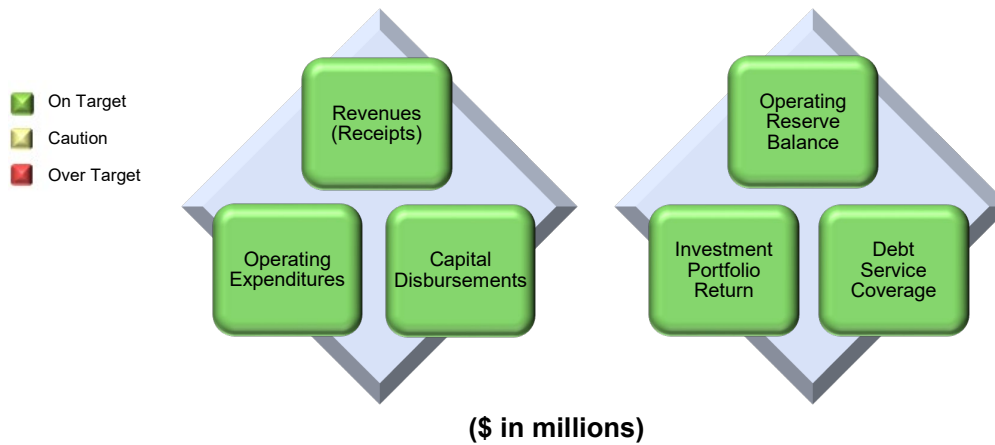 On Target
Caution
Over Target
Revenues
(Receipts)
Operating
Expenditures
Capital
Disbursements
Operating
Reserve
Balance
Investment
Portfolio
Return
Debt
Service
Coverage
($ in millions)